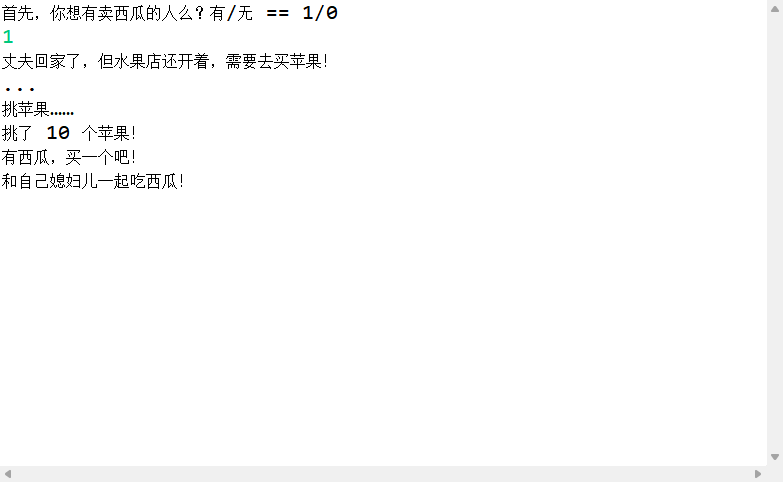 首先，你想有卖西瓜的人么？有/无 == 1/0
1
丈夫回家了，但水果店还开着，需要去买苹果！
...
挑苹果……
挑了 10 个苹果！
有西瓜，买一个吧！
和自己媳妇儿一起吃西瓜！